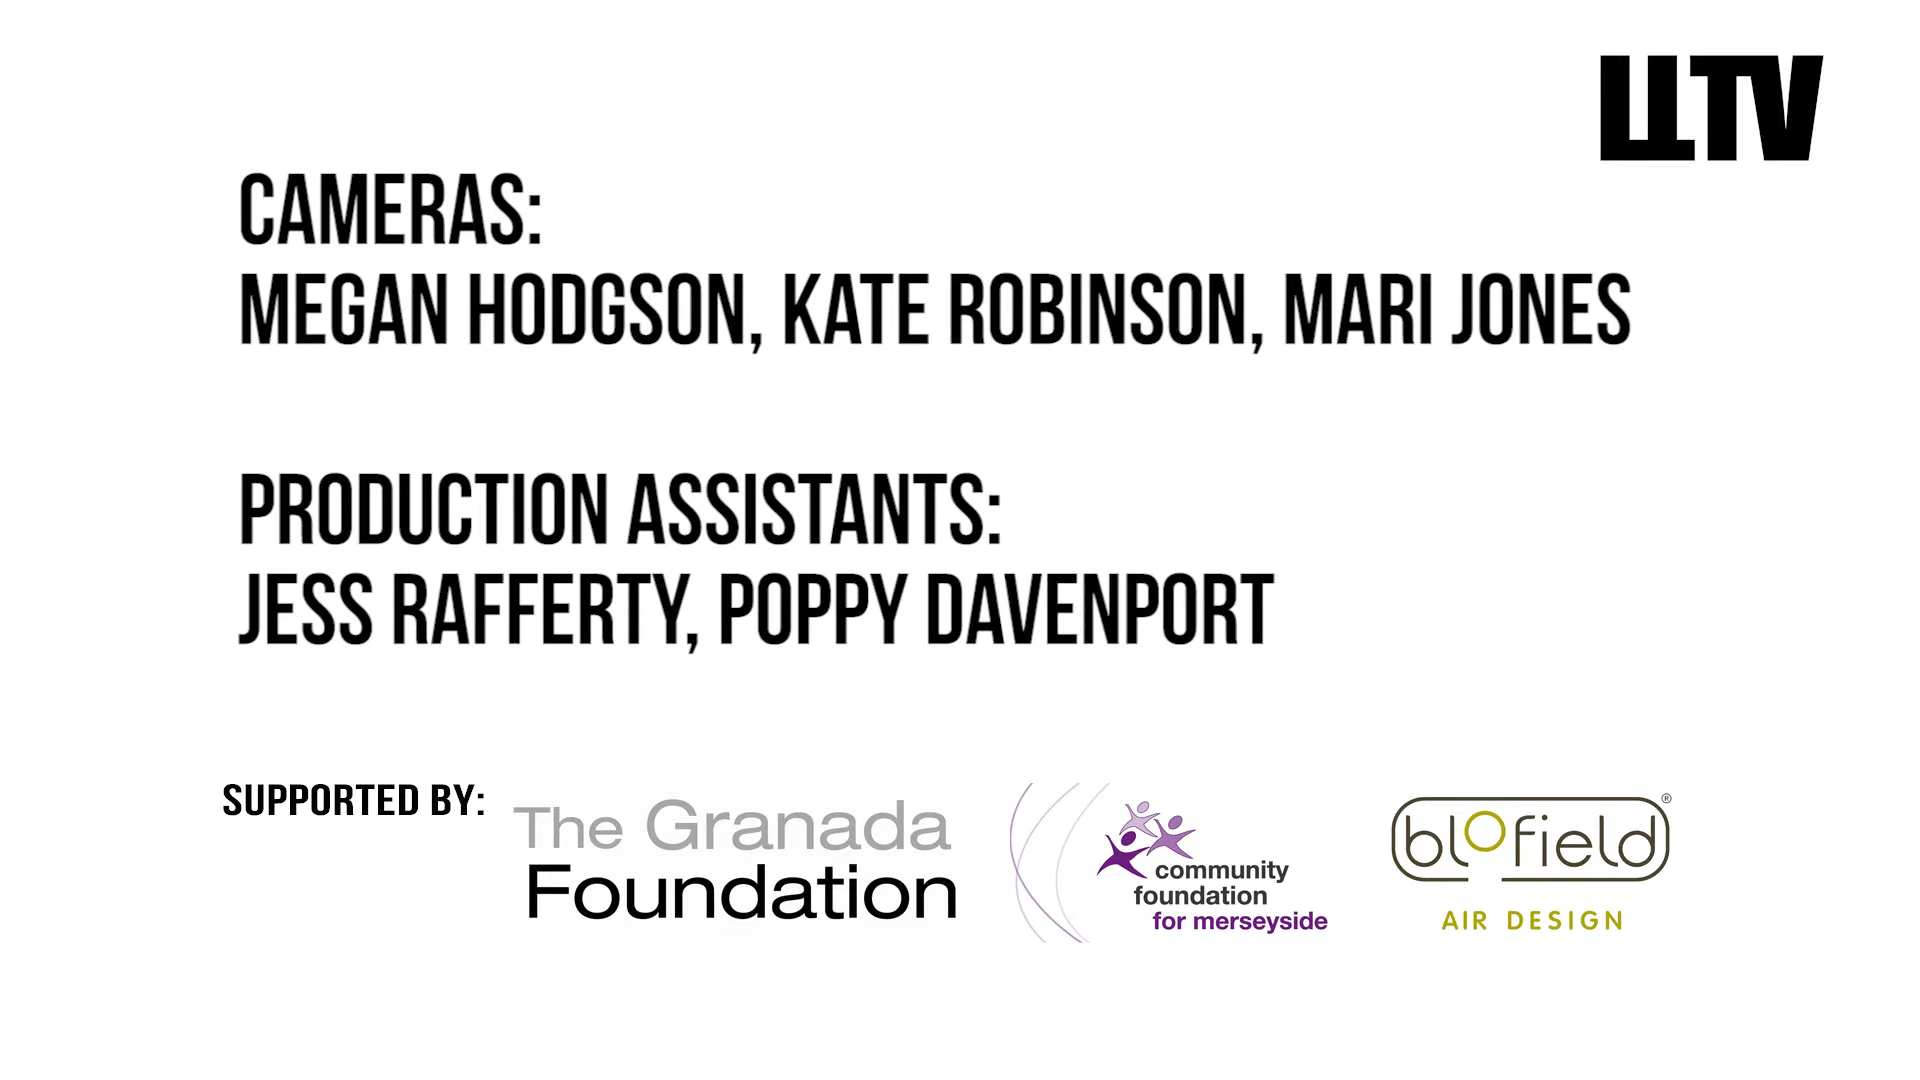 LLTV
CAMERAS:
MEGAN HODGSON, KATE ROBINSON, MARI JONES
PRODUCTION ASSISTANTS:
JESS RAFFERTY, POPPY DAVENPORT
SUPPORTED BY:
The Granada
Foundation
community
foundation
for merseyside
blofield®
AIR DESIGN